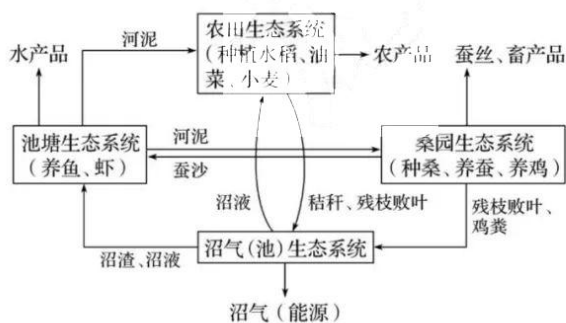 农田生态系统
(种植水稻、油
菜、小麦)
水产品
河泥
农产品
蚕丝、畜产品
池塘生态系统
(养鱼、虾)
河泥
蚕沙
桑园生态系统
(种桑、养蚕、养鸡)
沼液
秸秆、残枝败叶
残枝败叶、
鸡粪
沼渣、沼液
沼气(池)生态系统
沼气(能源)